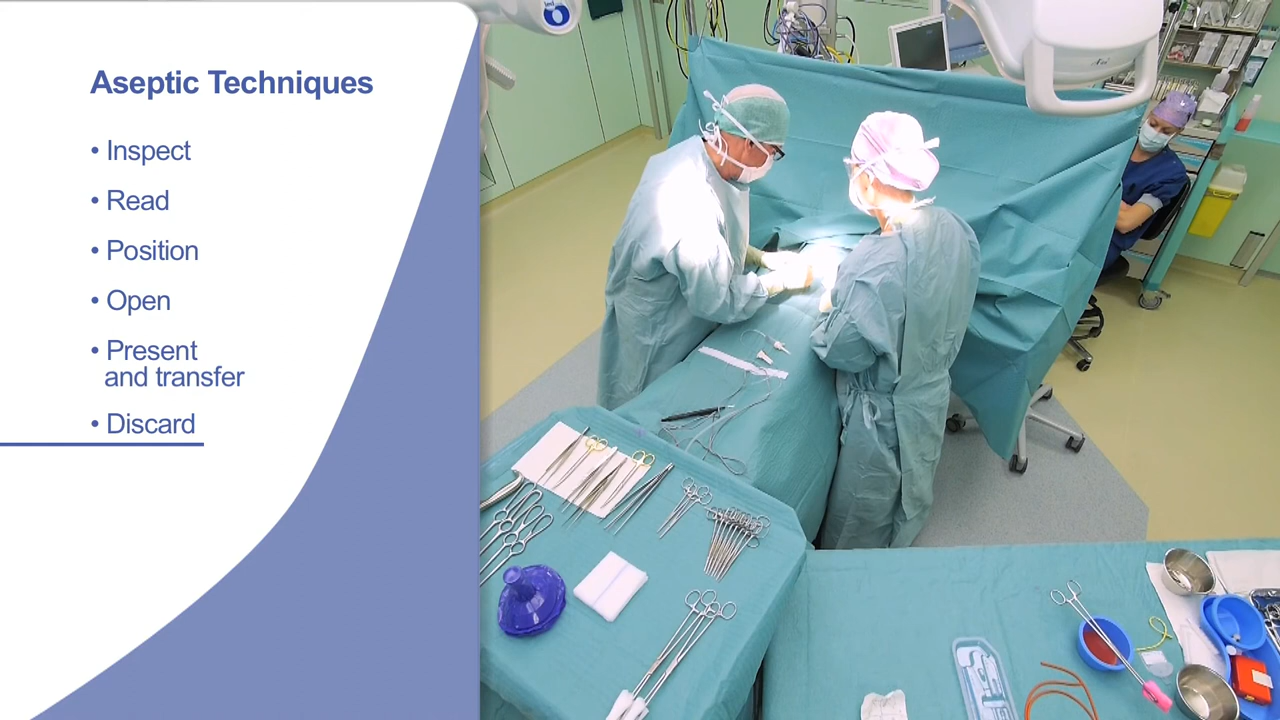 Aseptic Techniques
• Inspect
• Read
• Position
• Open
• Present
and transfer
• Discard